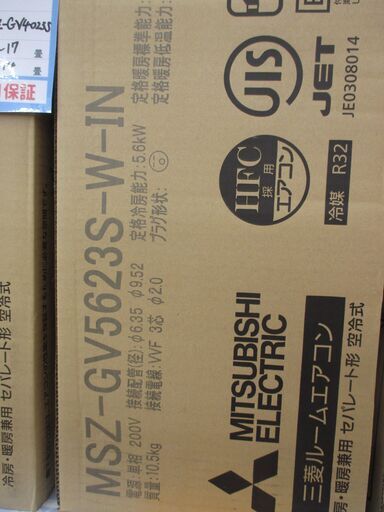 -GV4025S
17 畳
畳
保証
冷房・暖房兼用 セパレート形 空冷式
MSZ-GV5623S-W-IN
電源:単相 200V 接続配管(径):φ6.35 φ9.52
質量:10.5kg 接続電線:VVF 3芯 φ2.0
定格冷房能力:5.6kW 定格暖房標準能力:
プラグ形状: 定格暖房低温能力:
MITSUBISHI
ELECTRIC
三菱ルームエアコン
冷房・暖房兼用 セパレート形 空冷式
HFC
採用
エアコン
冷媒 R32
JIS
JET
JE0308014